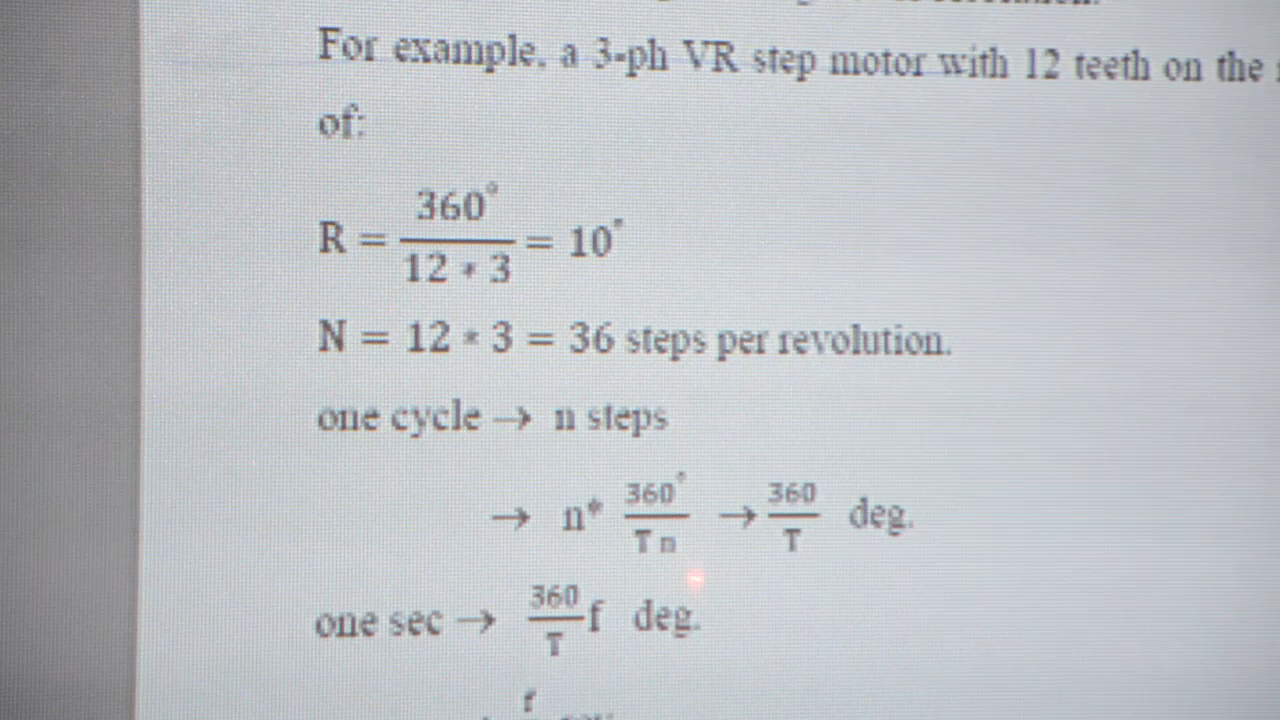 For example, a 3-ph VR step motor with 12 teeth on the
of:
R = 360° / 12 * 3 = 10°
N = 12 * 3 = 36 steps per revolution.
one cycle → n steps
→ n* 360° / T n → 360 / T deg.
one sec → 360 / T f deg.
f